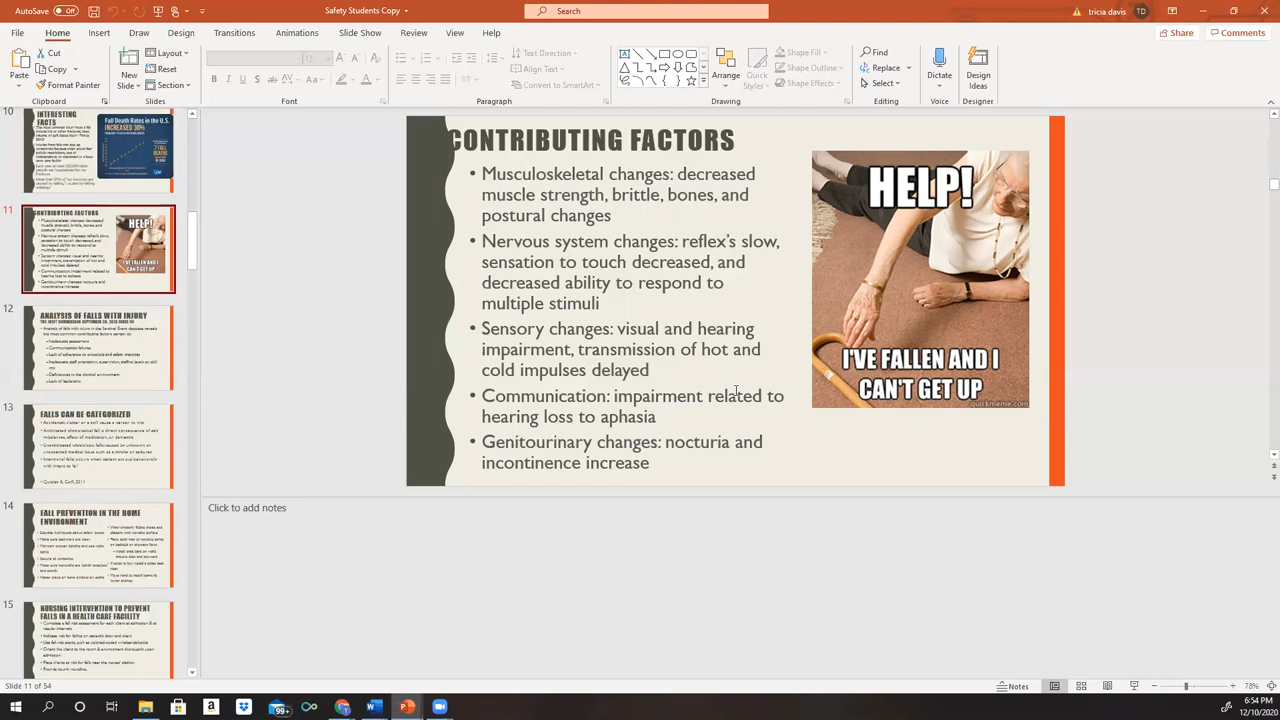 AutoSave Off
Safety Students Copy
Search
tricia davis
File Home Insert Draw Design Transitions Animations Slide Show Review View Help
Share Comments
Paste
Cut
Copy
Format Painter
Clipboard
New
Slide
Layout
Reset
Section
Slides
12
Font
Text Direction
Align Text
Convert to SmartArt
Paragraph
Arrange
Quick
Styles
Shape Fill
Shape Outline
Shape Effects
Drawing
Find
Replace
Select
Editing
Dictate
Voice
Design
Ideas
Designer
10
INTERESTING
FACTS
Fall Death Rates in the U.S.
INCREASED 30%
11
CONTRIBUTING FACTORS
12
ANALYSIS OF FALLS WITH INJURY
13
FALLS CAN BE CATEGORIZED
14
FALL PREVENTION IN THE HOME
ENVIRONMENT
15
NURSING INTERVENTION TO PREVENT
FALLS IN A HEALTH CARE FACILITY
CONTRIBUTING FACTORS
• Musculoskeletal changes: decreased
muscle strength, brittle, bones, and
postural changes
• Nervous system changes: reflex's slow,
sensation to touch decreased, and
decreased ability to respond to
multiple stimuli
• Sensory changes: visual and hearing
impairment, transmission of hot and
cold impulses delayed
• Communication: impairment related to
hearing loss to aphasia
• Genitourinary changes: nocturia and
incontinence increase
HELP!
I'VE FALLEN AND I
CAN'T GET UP
quickmeme.com
Click to add notes
Slide 11 of 54
Notes
78%
99+
6:54 PM
12/10/2020